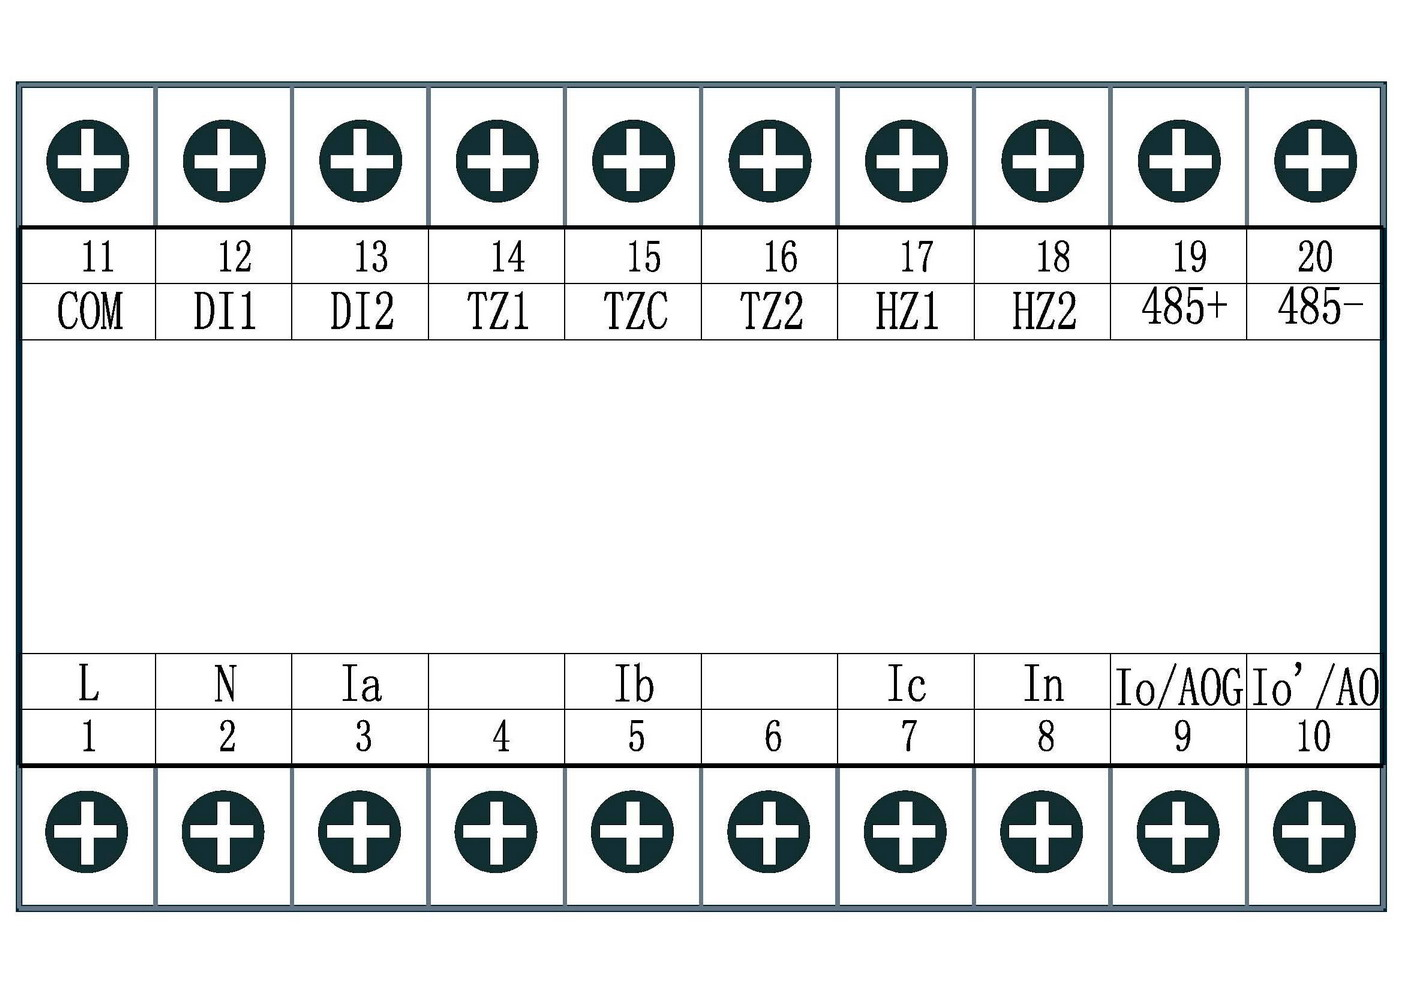 11 12 13 14 15 16 17 18 19 20
COM DI1 DI2 TZ1 TZC TZ2 HZ1 HZ2 485+ 485-
L N Ia Ib Ic In Io/AOG Io'/AO
1 2 3 4 5 6 7 8 9 10